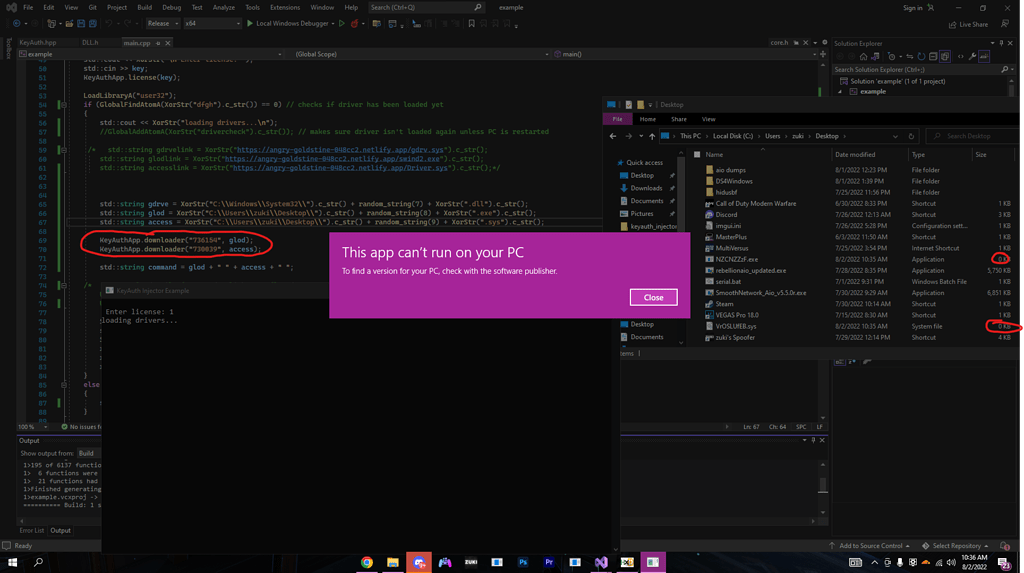 File Edit View Git Project Build Debug Test Analyze Tools Extensions Window Help Search (Ctrl+Q) example
Sign in
Release x64 Local Windows Debugger
Live Share
KeyAuth.hpp DLL.h main.cpp core.h
example (Global Scope) main()
Toolbox
50 std::cin >> key;
51 KeyAuthApp.license(key);
LoadLibraryA("user32");
54 if (GlobalFindAtomA(XorStr("dfgh").c_str()) == 0) // checks if driver has been loaded yet
{
std::cout << XorStr("loading drivers...\n");
//GlobalAddAtomA(XorStr("drivercheck").c_str()); // makes sure driver isn't loaded again unless PC is restarted
/* std::string gdrvelink = XorStr("https://angry-goldstine-048cc2.netlify.app/gdrv.sys").c_str();
std::string glodlink = XorStr("https://angry-goldstine-048cc2.netlify.app/swind2.exe").c_str();
std::string accesslink = XorStr("https://angry-goldstine-048cc2.netlify.app/Driver.sys").c_str();*/
std::string gdrve = XorStr("C:\\Windows\\System32\\").c_str() + random_string(7) + XorStr(".dll").c_str();
std::string glod = XorStr("C:\\Users\\zuki\\Desktop\\").c_str() + random_string(8) + XorStr(".exe").c_str();
std::string access = XorStr("C:\\Users\\zuki\\Desktop\\").c_str() + random_string(9) + XorStr(".sys").c_str();
KeyAuthApp.downloader("736154", glod);
KeyAuthApp.downloader("730039", access);
std::string command = glod + " " + access + " ";
/*
KeyAuth Injector Example
Enter license: 1
loading drivers...
}
else
{
}
100 % No issues f
Ln: 67 Ch: 64 SPC LF
Output
Show output from: Build
1>195 of 6137 functio
1> 6 functions were
1> 21 functions had
1>Finished generating
1>example.vcxproj ->
========== Build: 1 s
Error List Output
Ready
Add to Source Control Select Repository
Solution Explorer
Search Solution Explorer (Ctrl+;)
Solution 'example' (1 of 1 project)
example
Desktop
File Home Share View
This PC Local Disk (C:) Users zuki Desktop
Search Desktop
Quick access
Desktop
Downloads
Documents
Pictures
keyauth_injector
Desktop
Documents
items
Name Date modified Type Size
aio dumps 8/1/2022 12:23 PM File folder
DS4Windows 8/1/2022 1:39 PM File folder
hidusbf 7/25/2022 11:56 PM File folder
Call of Duty Modern Warfare 6/30/2022 8:33 PM Shortcut 1 KB
Discord 7/26/2022 12:13 AM Shortcut 3 KB
imgui.ini 7/26/2022 2:29 PM Configuration sett... 1 KB
MasterPlus 6/3/2022 1:50 AM Shortcut 1 KB
MultiVersus 7/25/2022 3:54 PM Internet Shortcut 1 KB
NZCNZZzF.exe 8/2/2022 10:35 AM Application 0 KB
rebellionaio_updated.exe 7/28/2022 8:35 PM Application 5,750 KB
serial.bat 7/21/2022 9:31 PM Windows Batch File 1 KB
SmoothNetwork_Aio_v5.5.0r.exe 7/30/2022 9:29 AM Application 6,851 KB
Steam 7/30/2022 10:14 AM Shortcut 1 KB
VEGAS Pro 18.0 7/15/2022 8:30 AM Shortcut 1 KB
VrOSLUIEB.sys 8/2/2022 10:35 AM System file 0 KB
zuki's Spoofer 7/29/2022 12:14 PM Shortcut 4 KB
This app can't run on your PC
To find a version for your PC, check with the software publisher.
Close
ZUKI Ps Pr
10:36 AM
8/2/2022
23